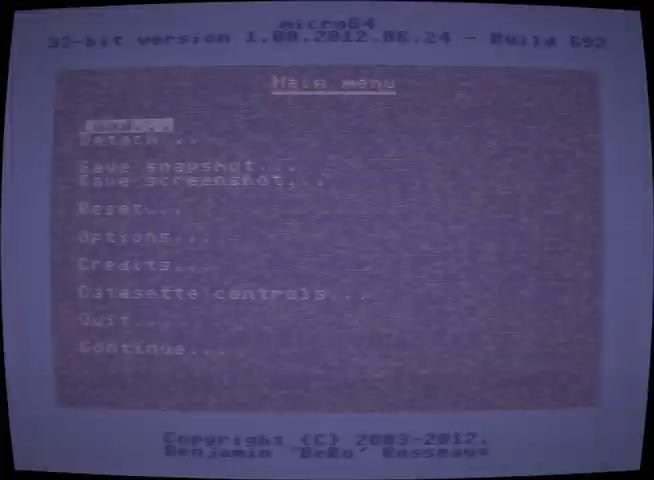 micro64
32-bit version 1.00.2012.06.24 - Build 692
Main menu
Load...
Detach...
Save snapshot...
Save screenshot...
Reset...
Options...
Credits...
Datasette controls...
Quit...
Continue...
Copyright (C) 2003-2012,
Benjamin 'BeRo' Rosseaux